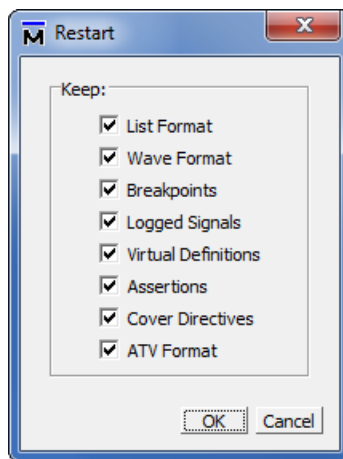 Restart
Keep:
List Format
Wave Format
Breakpoints
Logged Signals
Virtual Definitions
Assertions
Cover Directives
ATV Format
OK Cancel